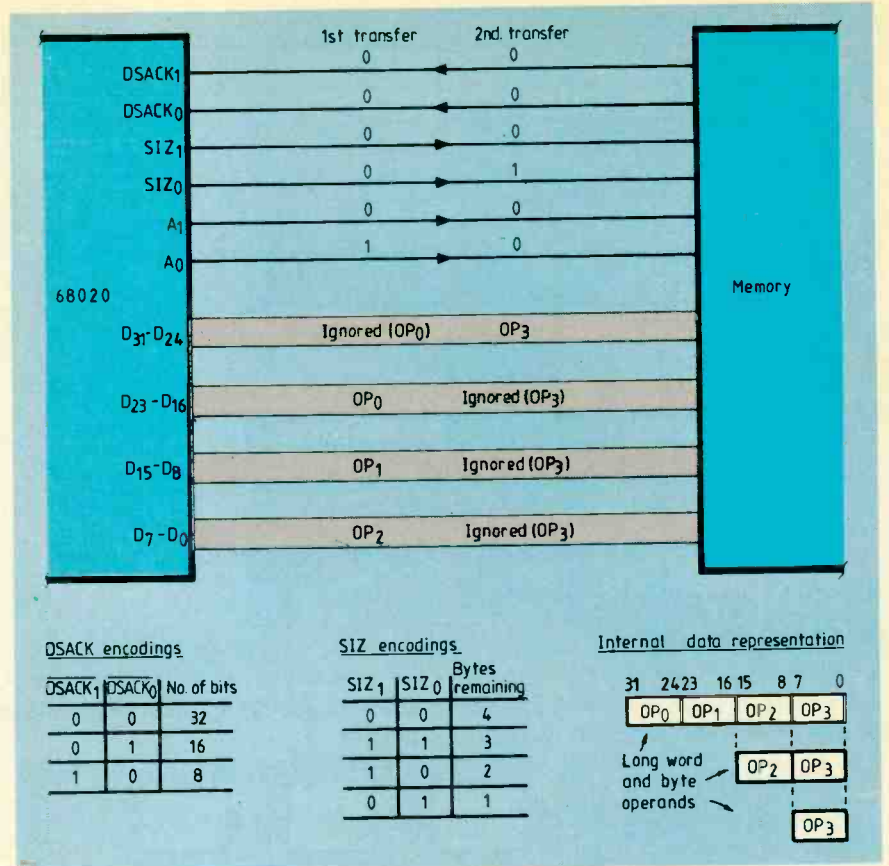 1st transfer 2nd. transfer
DSACK1 0 0
DSACK0 0 0
SIZ1 0 0
SIZ0 0 1
A1 0 0
A0 1 0
68020
Memory
D31-D24 Ignored (OP0) OP3
D23-D16 OP0 Ignored (OP3)
D15-D8 OP1 Ignored (OP3)
D7-D0 OP2 Ignored (OP3)
DSACK encodings
DSACK1 DSACK0 No. of bits
0 0 32
0 1 16
1 0 8
SIZ encodings
SIZ1 SIZ0 Bytes remaining
0 0 4
1 1 3
1 0 2
0 1 1
Internal data representation
31 24 23 16 15 8 7 0
OP0 OP1 OP2 OP3
Long word
and byte
operands
OP2 OP3
OP3